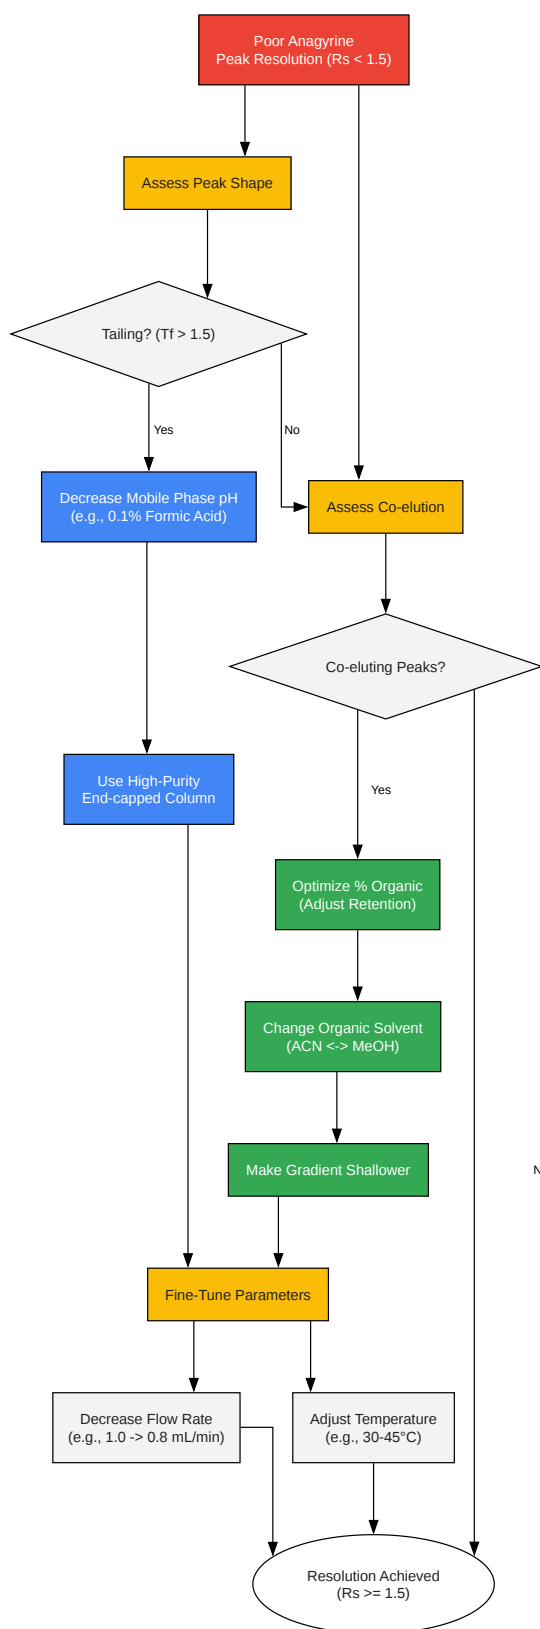 Poor Anagyrine
Peak Resolution (Rs < 1.5)
Assess Peak Shape
Tailing? (Tf > 1.5)
Yes
No
Decrease Mobile Phase pH
(e.g., 0.1% Formic Acid)
Assess Co-elution
Co-eluting Peaks?
Use High-Purity
End-capped Column
Yes
Optimize % Organic
(Adjust Retention)
Change Organic Solvent
(ACN <-> MeOH)
Make Gradient Shallower
Fine-Tune Parameters
Decrease Flow Rate
(e.g., 1.0 -> 0.8 mL/min)
Adjust Temperature
(e.g., 30-45°C)
Resolution Achieved
(Rs >= 1.5)